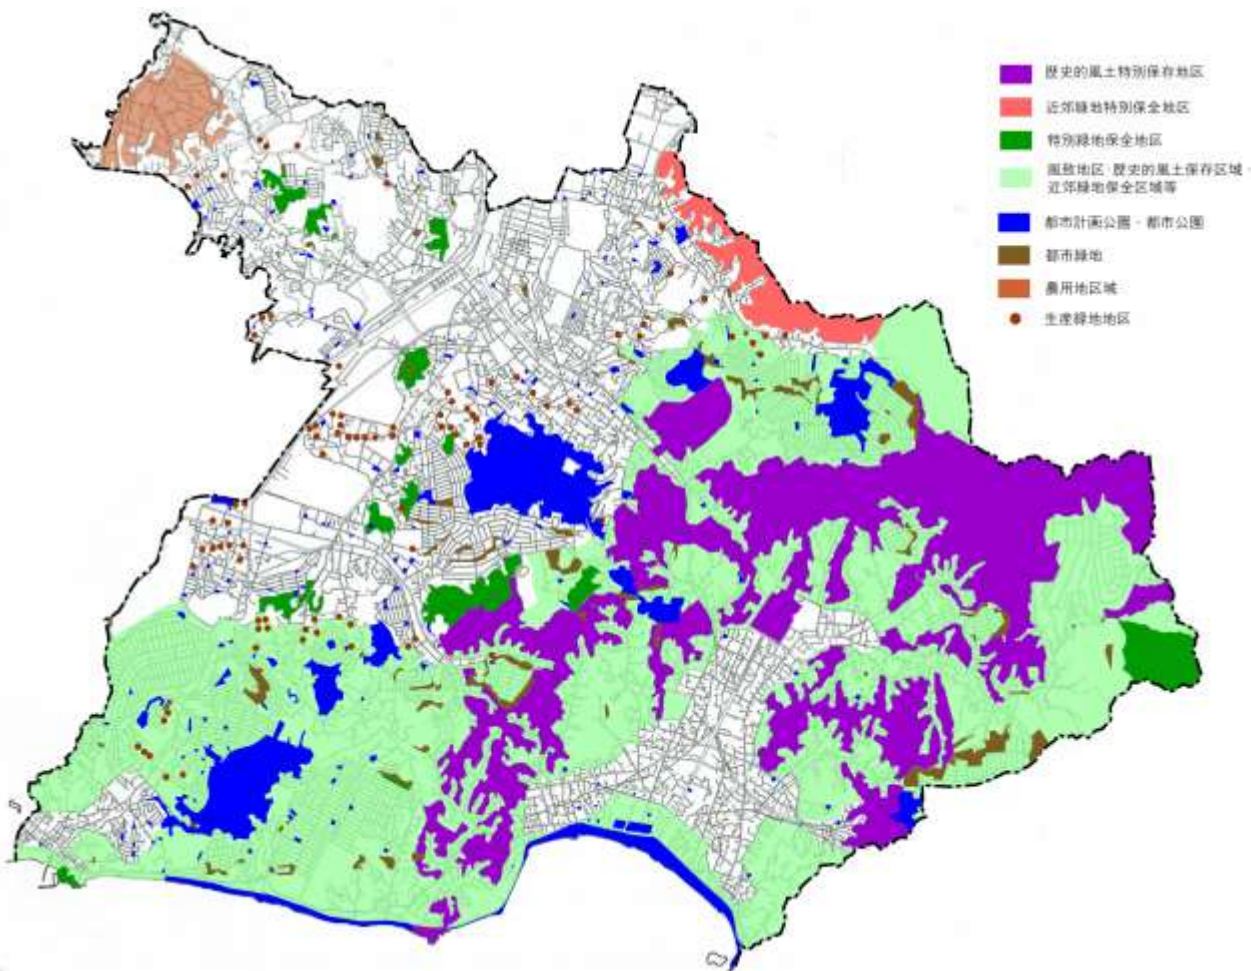 歴史的風土特別保存地区
近郊緑地特別保全地区
特別緑地保全地区
風致地区・歴史的風土保存区域・
近郊緑地保全区域等
都市計画公園・都市公園
都市緑地
農用地区域
生産緑地地区